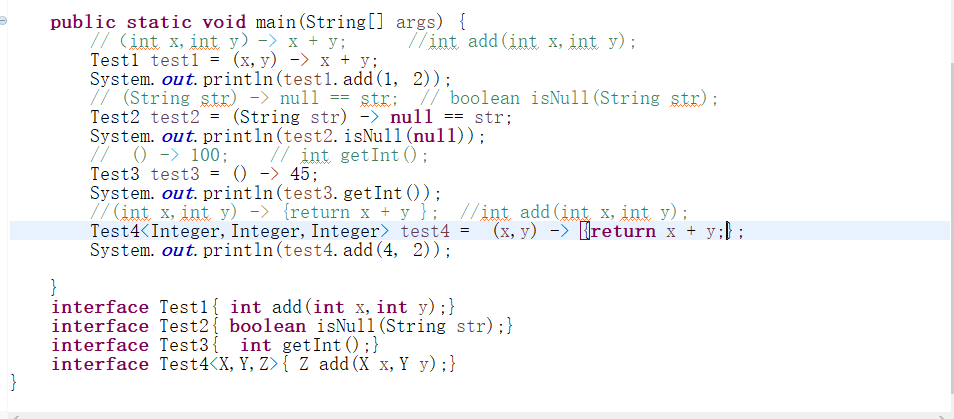 public static void main(String[] args) {
// (int x,int y) -> x + y;      //int add(int x,int y);
Test1 test1 = (x,y) -> x + y;
System.out.println(test1.add(1, 2));
// (String str) -> null == str;  // boolean isNull(String str);
Test2 test2 = (String str) -> null == str;
System.out.println(test2.isNull(null));
//  () -> 100;    // int getInt();
Test3 test3 = () -> 45;
System.out.println(test3.getInt());
//(int x,int y) -> {return x + y };  //int add(int x,int y);
Test4<Integer,Integer,Integer> test4 =  (x,y) -> {return x + y;};
System.out.println(test4.add(4, 2));
}
interface Test1{ int add(int x,int y);}
interface Test2{ boolean isNull(String str);}
interface Test3{  int getInt();}
interface Test4<X,Y,Z>{ Z add(X x,Y y);}
}